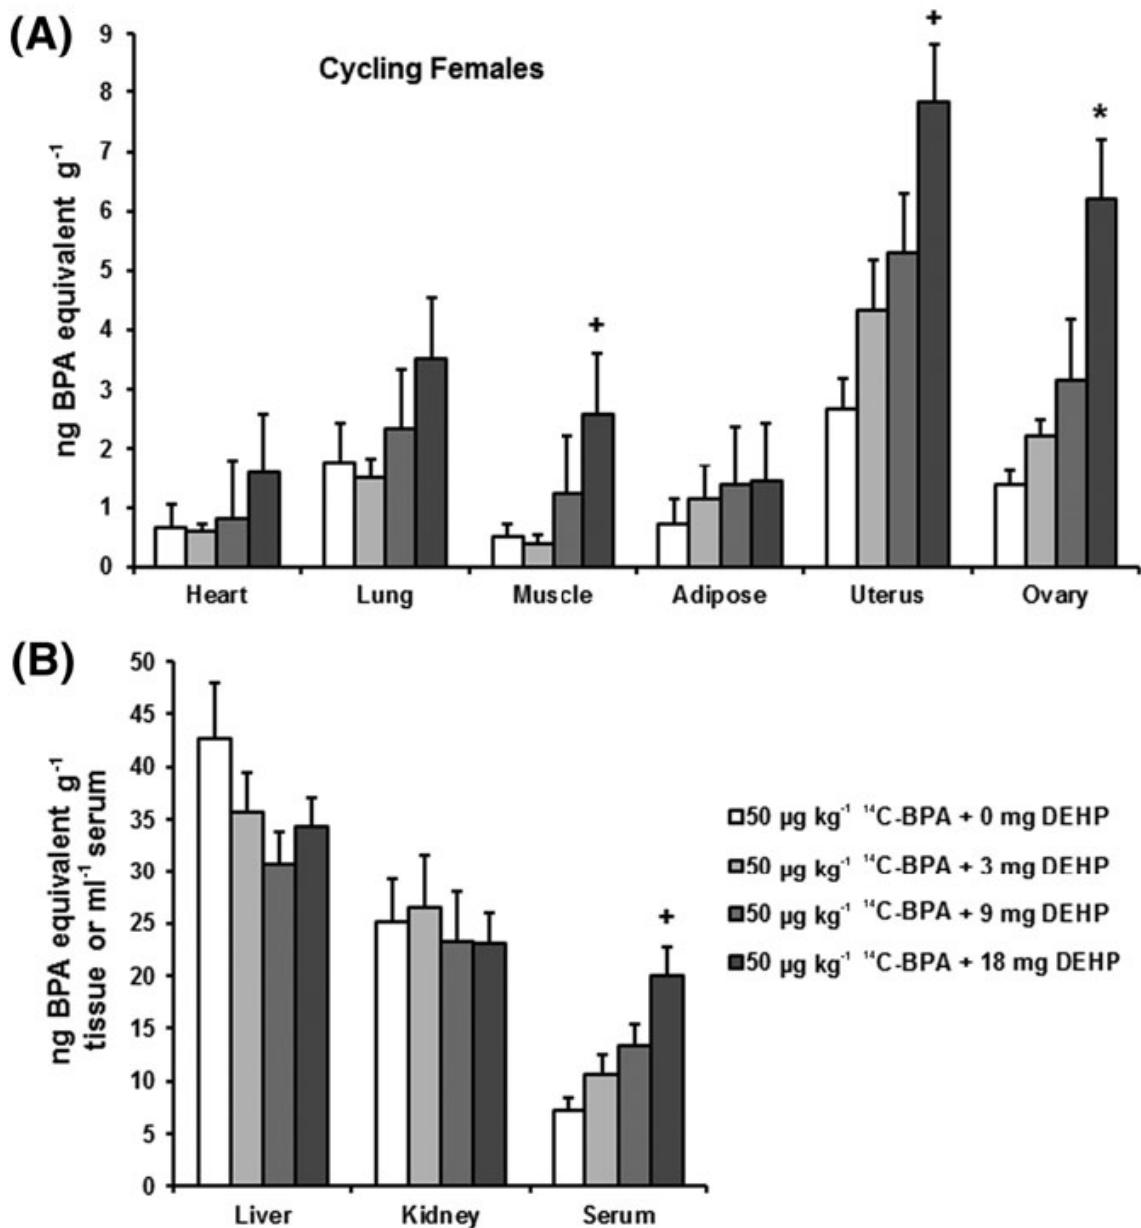 (A)
Cycling Females
ng BPA equivalent g⁻¹
9
8
7
6
5
4
3
2
1
0
+
+
*
Heart Lung Muscle Adipose Uterus Ovary
(B)
ng BPA equivalent g⁻¹
tissue or ml⁻¹ serum
50
45
40
35
30
25
20
15
10
5
0
+
Liver Kidney Serum
50 µg kg⁻¹ ¹⁴C-BPA + 0 mg DEHP
50 µg kg⁻¹ ¹⁴C-BPA + 3 mg DEHP
50 µg kg⁻¹ ¹⁴C-BPA + 9 mg DEHP
50 µg kg⁻¹ ¹⁴C-BPA + 18 mg DEHP